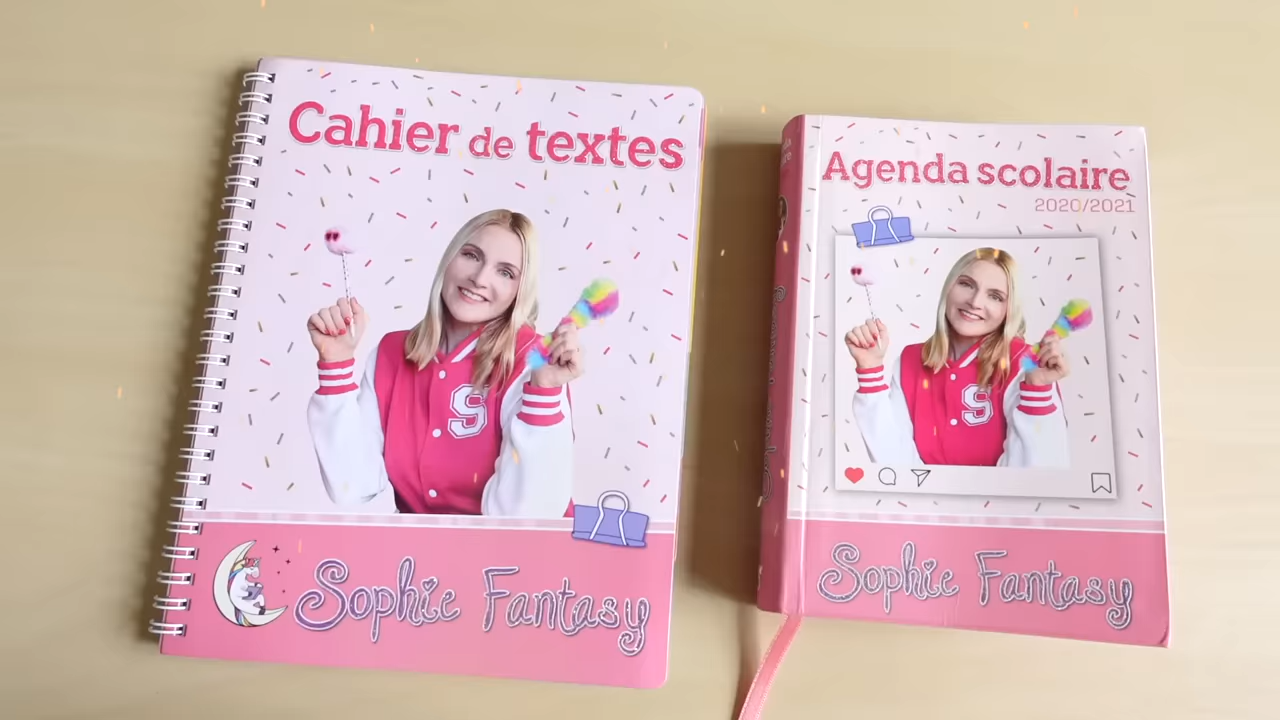 Cahier de textes
S
Sophie Fantasy
Agenda scolaire
2020/2021
S
Sophie Fantasy